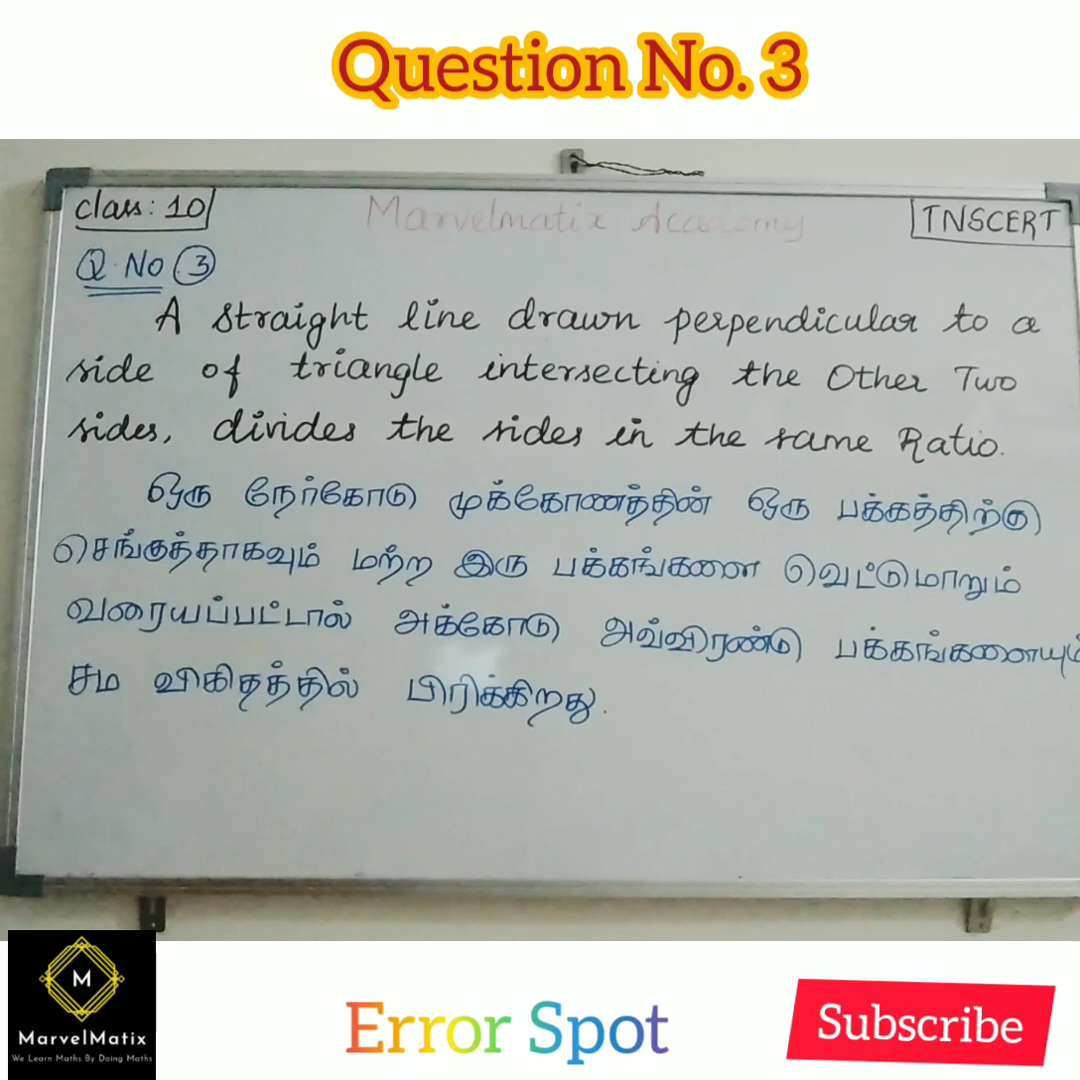 Question No. 3
class: 10
Marvelmatix Academy
TNSCERT
Q. No 3
A straight line drawn perpendicular to a
side of triangle intersecting the Other Two
sides, divides the sides in the same Ratio.
ஒரு நேர்கோடு முக்கோணத்தின் ஒரு பக்கத்திற்கு
செங்குத்தாகவும் மற்ற இரு பக்கங்களை வெட்டுமாறும்
வரையப்பட்டால் அக்கோடு அவ்விரண்டு பக்கங்களையும்
சம விகிதத்தில் பிரிக்கிறது.
M
MarvelMatix
We Learn Maths By Doing Maths
Error Spot
Subscribe